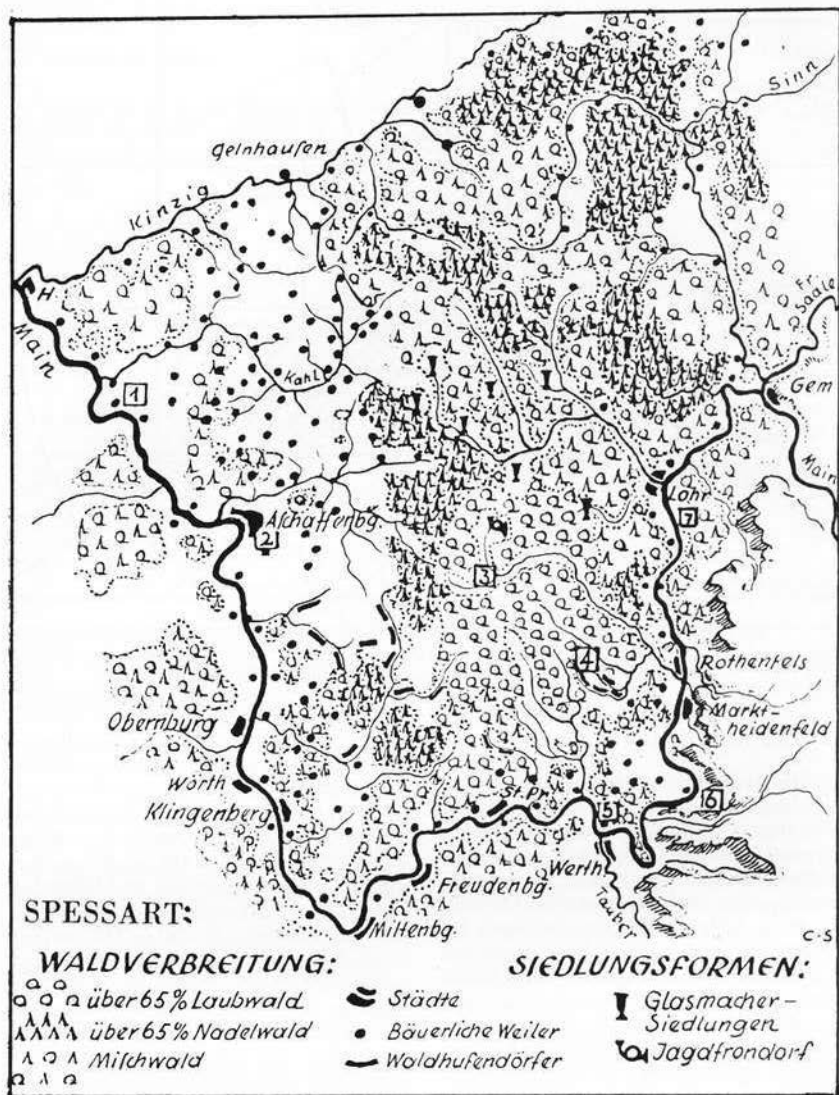 Sinn
Gelnhausen
Kinzig
H.
Main
Fr.
Saale
Kahl
1
Gem
Main
Lohr
7
Aschaffenbg
2
3
4
Rothenfels
Markt-
heidenfeld
Obernburg
Wörth
Klingenberg
St. Pr.
5
6
Werth.
Freudenbg.
Tauber
Miltenbg.
C-S
SPESSART:
WALDVERBREITUNG:
über 65% Laubwald
über 65% Nadelwald
Mischwald
SIEDLUNGSFORMEN:
Städte
Bäuerliche Weiler
Waldhufendörfer
Glasmacher-
Siedlungen
Jagdfrondorf